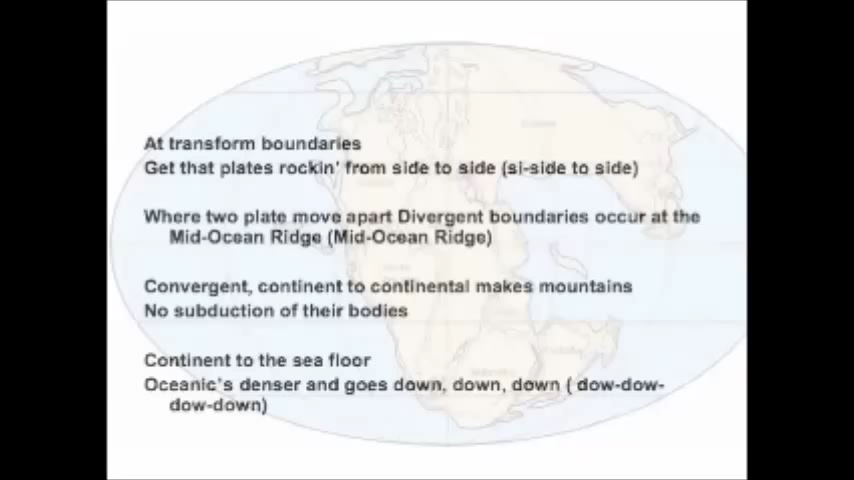 At transform boundaries
Get that plates rockin' from side to side (si-side to side)
Where two plate move apart Divergent boundaries occur at the
Mid-Ocean Ridge (Mid-Ocean Ridge)
Convergent, continent to continental makes mountains
No subduction of their bodies
Continent to the sea floor
Oceanic's denser and goes down, down, down ( dow-dow-
dow-down)